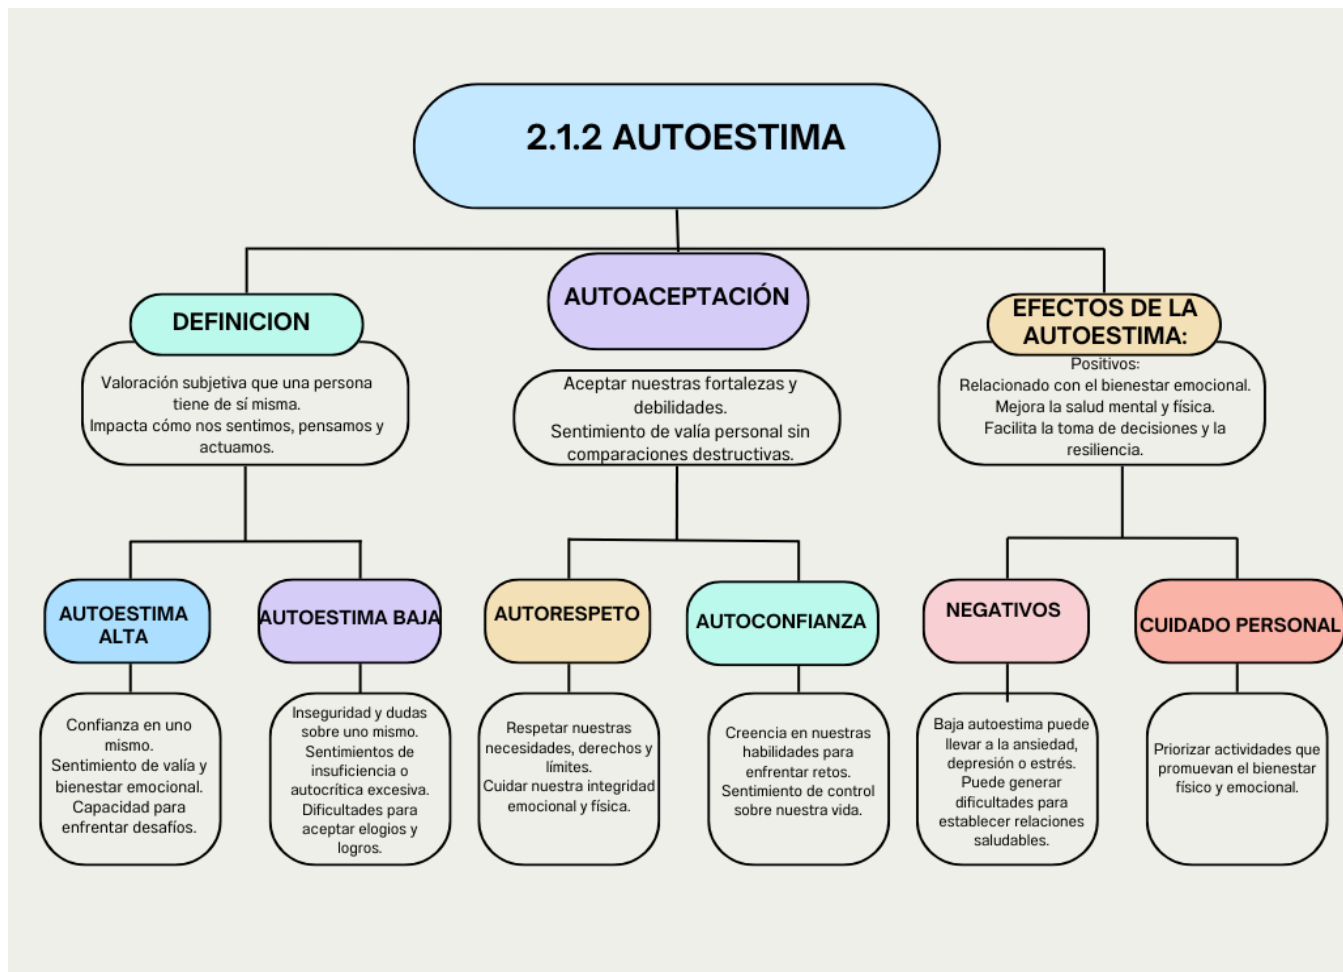 2.1.2 AUTOESTIMA
DEFINICION
Valoración subjetiva que una persona
tiene de sí misma.
Impacta cómo nos sentimos, pensamos y
actuamos.
AUTOACEPTACIÓN
Aceptar nuestras fortalezas y
debilidades.
Sentimiento de valía personal sin
comparaciones destructivas.
EFECTOS DE LA
AUTOESTIMA:
Positivos:
Relacionado con el bienestar emocional.
Mejora la salud mental y física.
Facilita la toma de decisiones y la
resiliencia.
AUTOESTIMA
ALTA
Confianza en uno
mismo.
Sentimiento de valía y
bienestar emocional.
Capacidad para
enfrentar desafíos.
AUTOESTIMA BAJA
Inseguridad y dudas
sobre uno mismo.
Sentimientos de
insuficiencia o
autocrítica excesiva.
Dificultades para
aceptar elogios y
logros.
AUTORESPETO
Respetar nuestras
necesidades, derechos y
límites.
Cuidar nuestra integridad
emocional y física.
AUTOCONFIANZA
Creencia en nuestras
habilidades para
enfrentar retos.
Sentimiento de control
sobre nuestra vida.
NEGATIVOS
Baja autoestima puede
llevar a la ansiedad,
depresión o estrés.
Puede generar
dificultades para
establecer relaciones
saludables.
CUIDADO PERSONAL
Priorizar actividades que
promuevan el bienestar
físico y emocional.